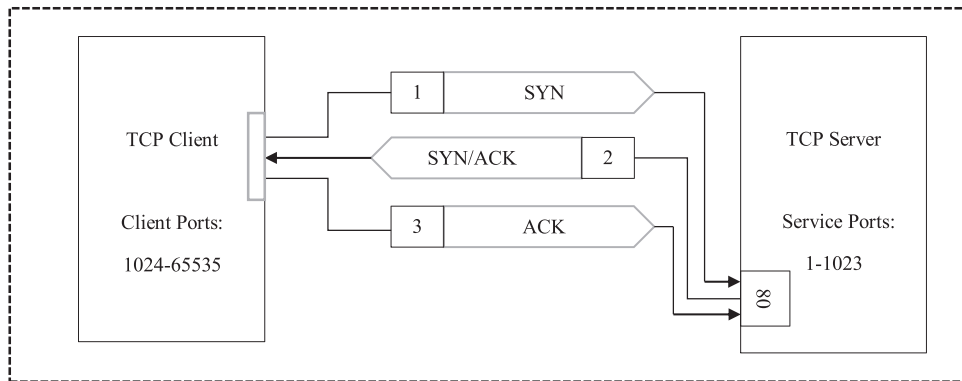 TCP Client
Client Ports:
1024-65535
1
SYN
SYN/ACK
2
3
ACK
TCP Server
Service Ports:
1-1023
80